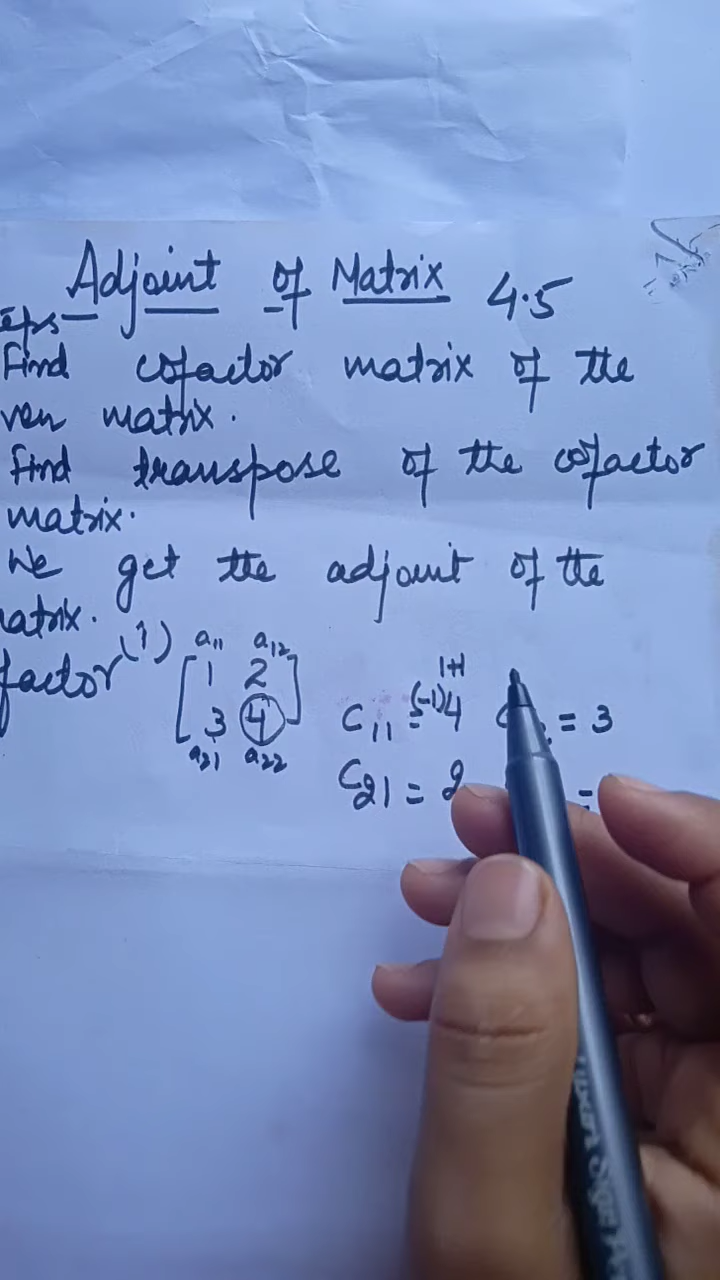 Adjoint of Matrix 4.5
eps
Find cofactor matrix of the
ven matrix.
Find transpose of the cofactor
matrix.
We get the adjoint of the
atrix.
factor (1) a11 a12
[1 2
3 4]
a21 a22
C11 = (-1)^1+1 4 = 3
C21 = 2 =